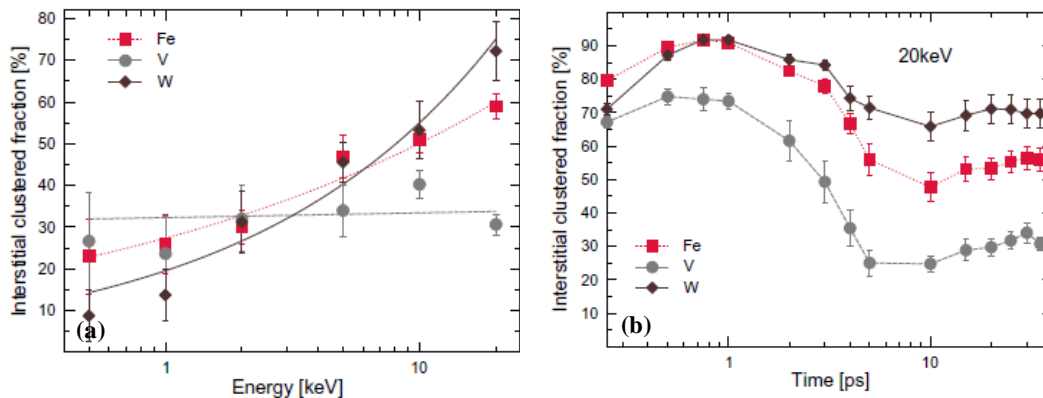 Interstitial clustered fraction [%]
80
70
60
50
40
30
20
10
Fe
V
W
(a)
1
10
Energy [keV]
Interstitial clustered fraction [%]
90
80
70
60
50
40
30
20
10
20keV
Fe
V
W
(b)
1
10
Time [ps]